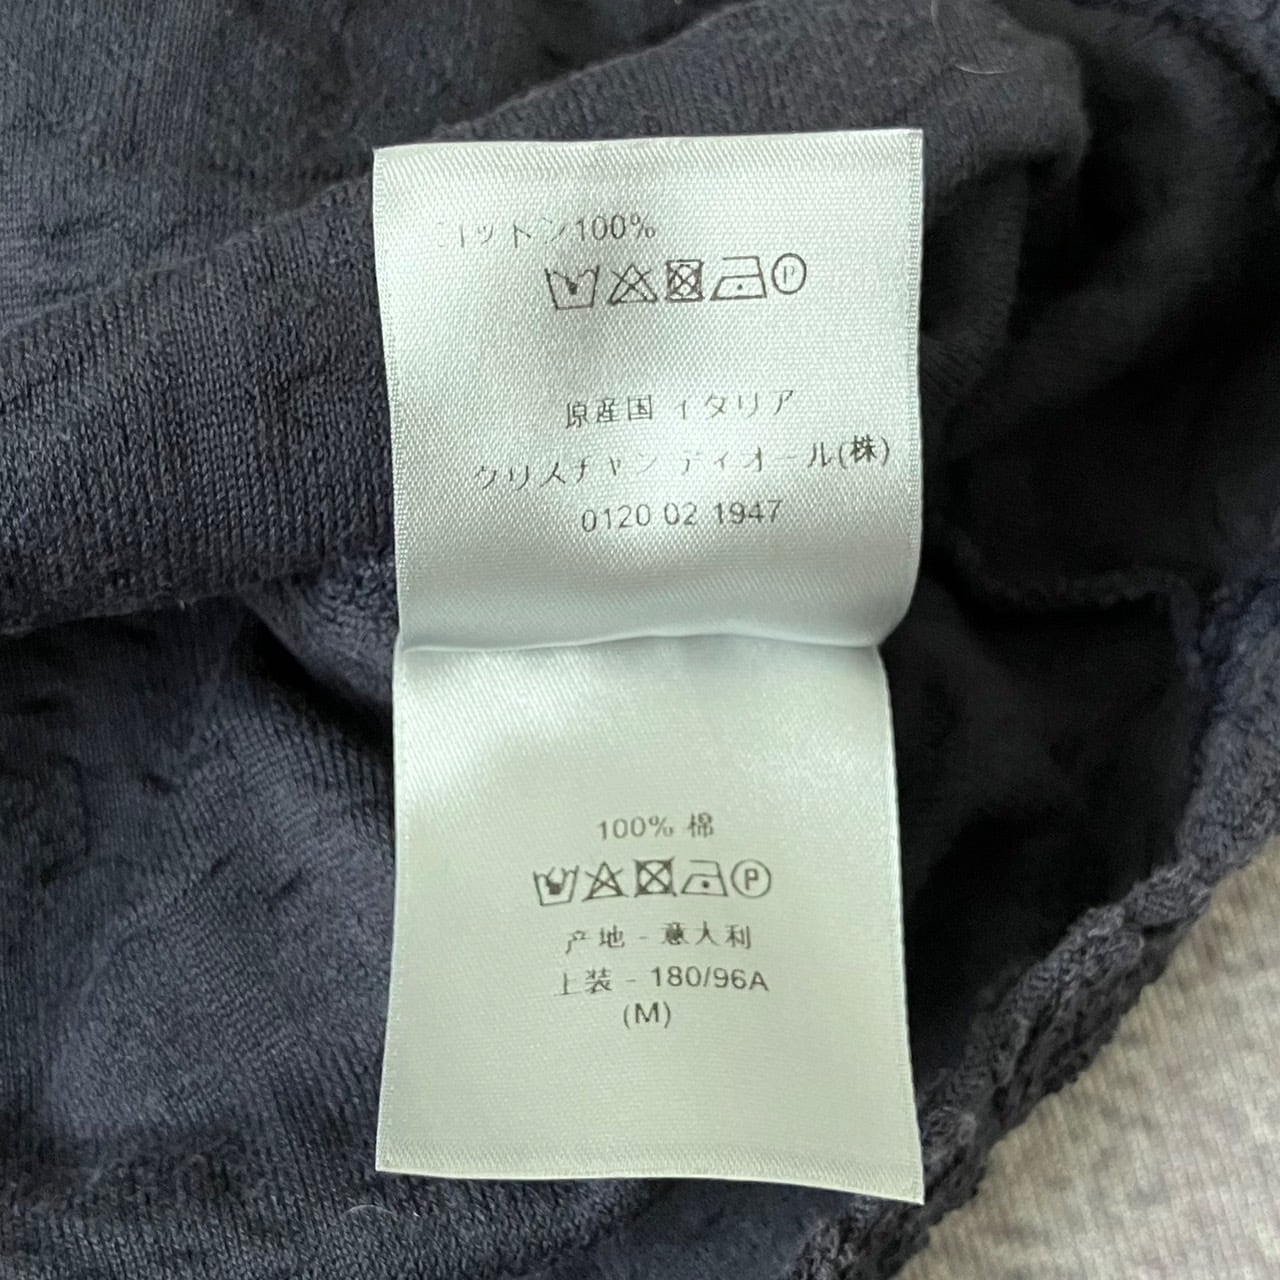 コットン100%
原産国 イタリア
クリスチャン ディオール(株)
0120 02 1947
100% 棉
产地 - 意大利
上装 - 180/96A
(M)